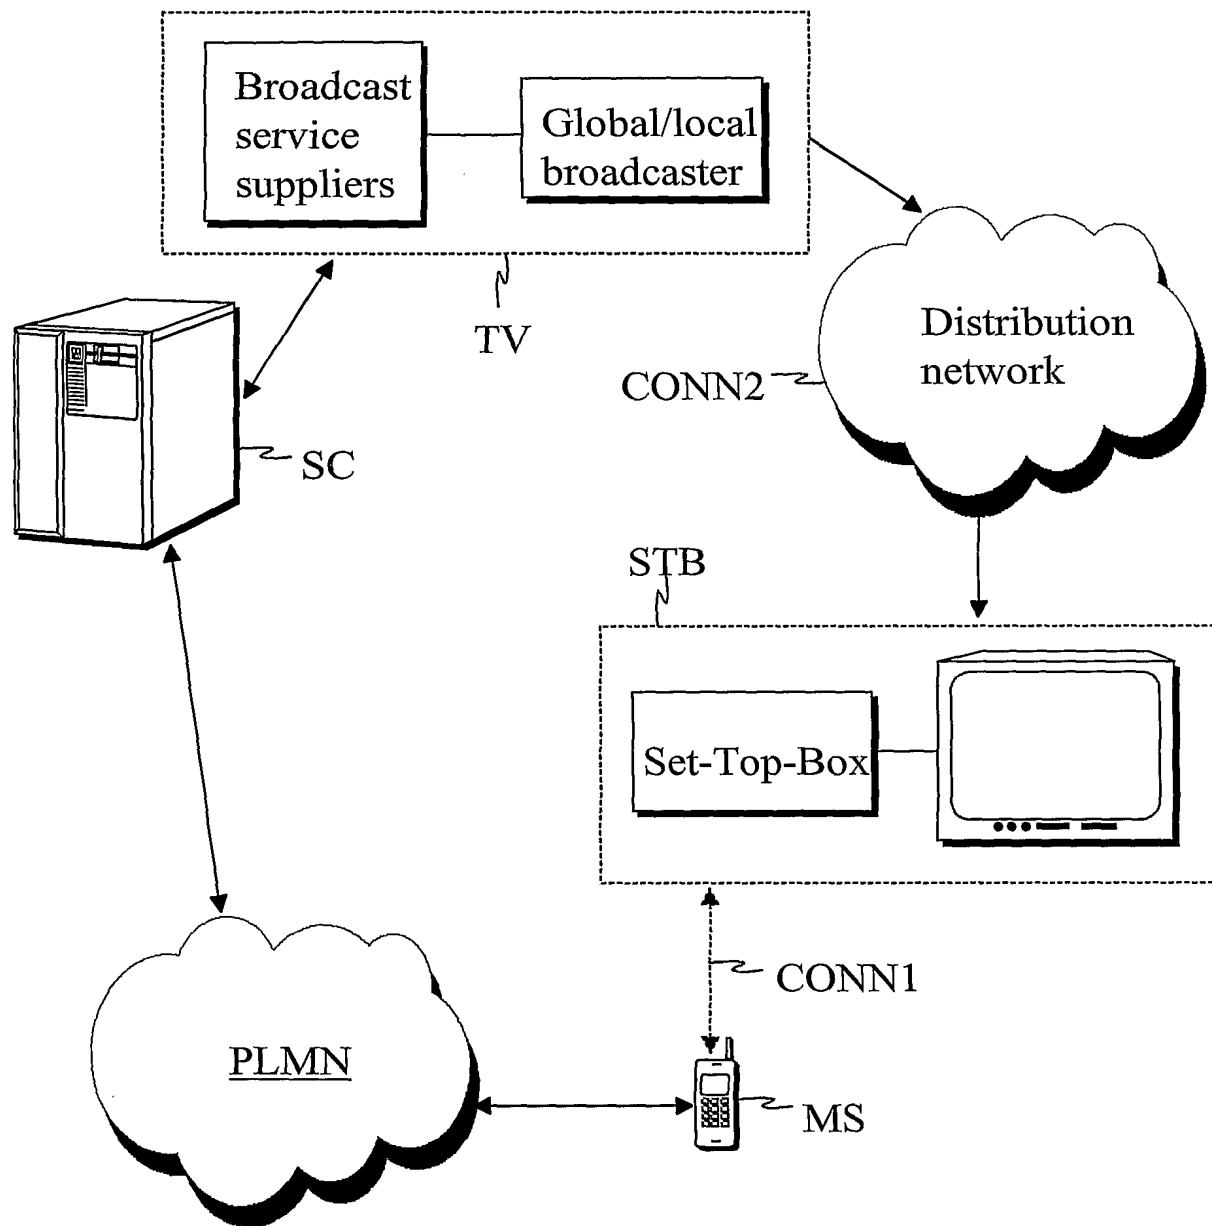 Broadcast
service
suppliers
Global/local
broadcaster
TV
Distribution
network
CONN2
SC
STB
Set-Top-Box
CONN1
PLMN
MS